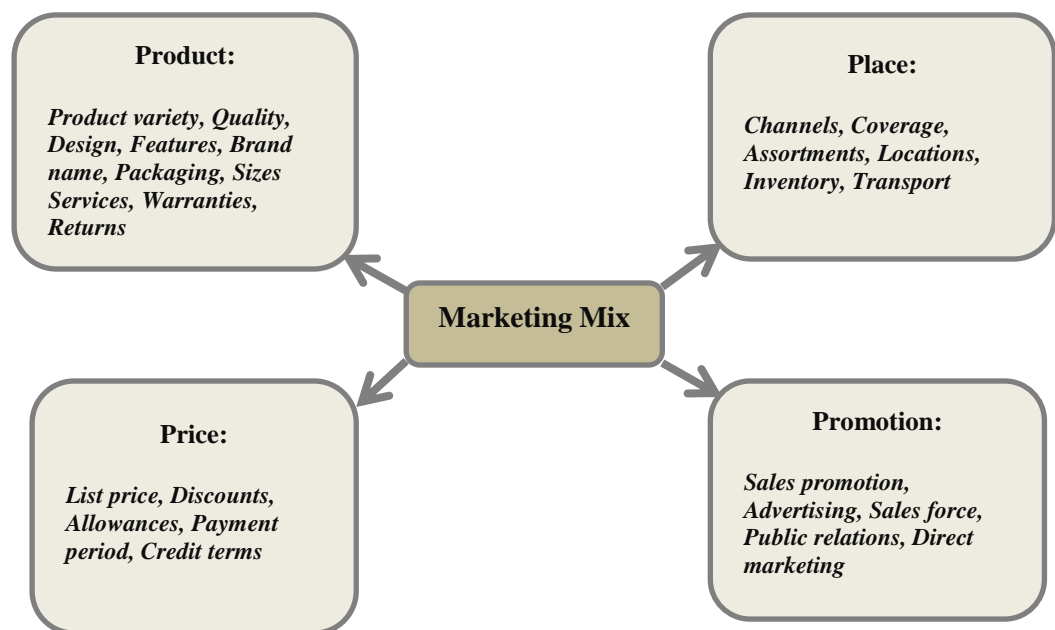 Product:
Product variety, Quality,
Design, Features, Brand
name, Packaging, Sizes
Services, Warranties,
Returns
Place:
Channels, Coverage,
Assortments, Locations,
Inventory, Transport
Marketing Mix
Price:
List price, Discounts,
Allowances, Payment
period, Credit terms
Promotion:
Sales promotion,
Advertising, Sales force,
Public relations, Direct
marketing